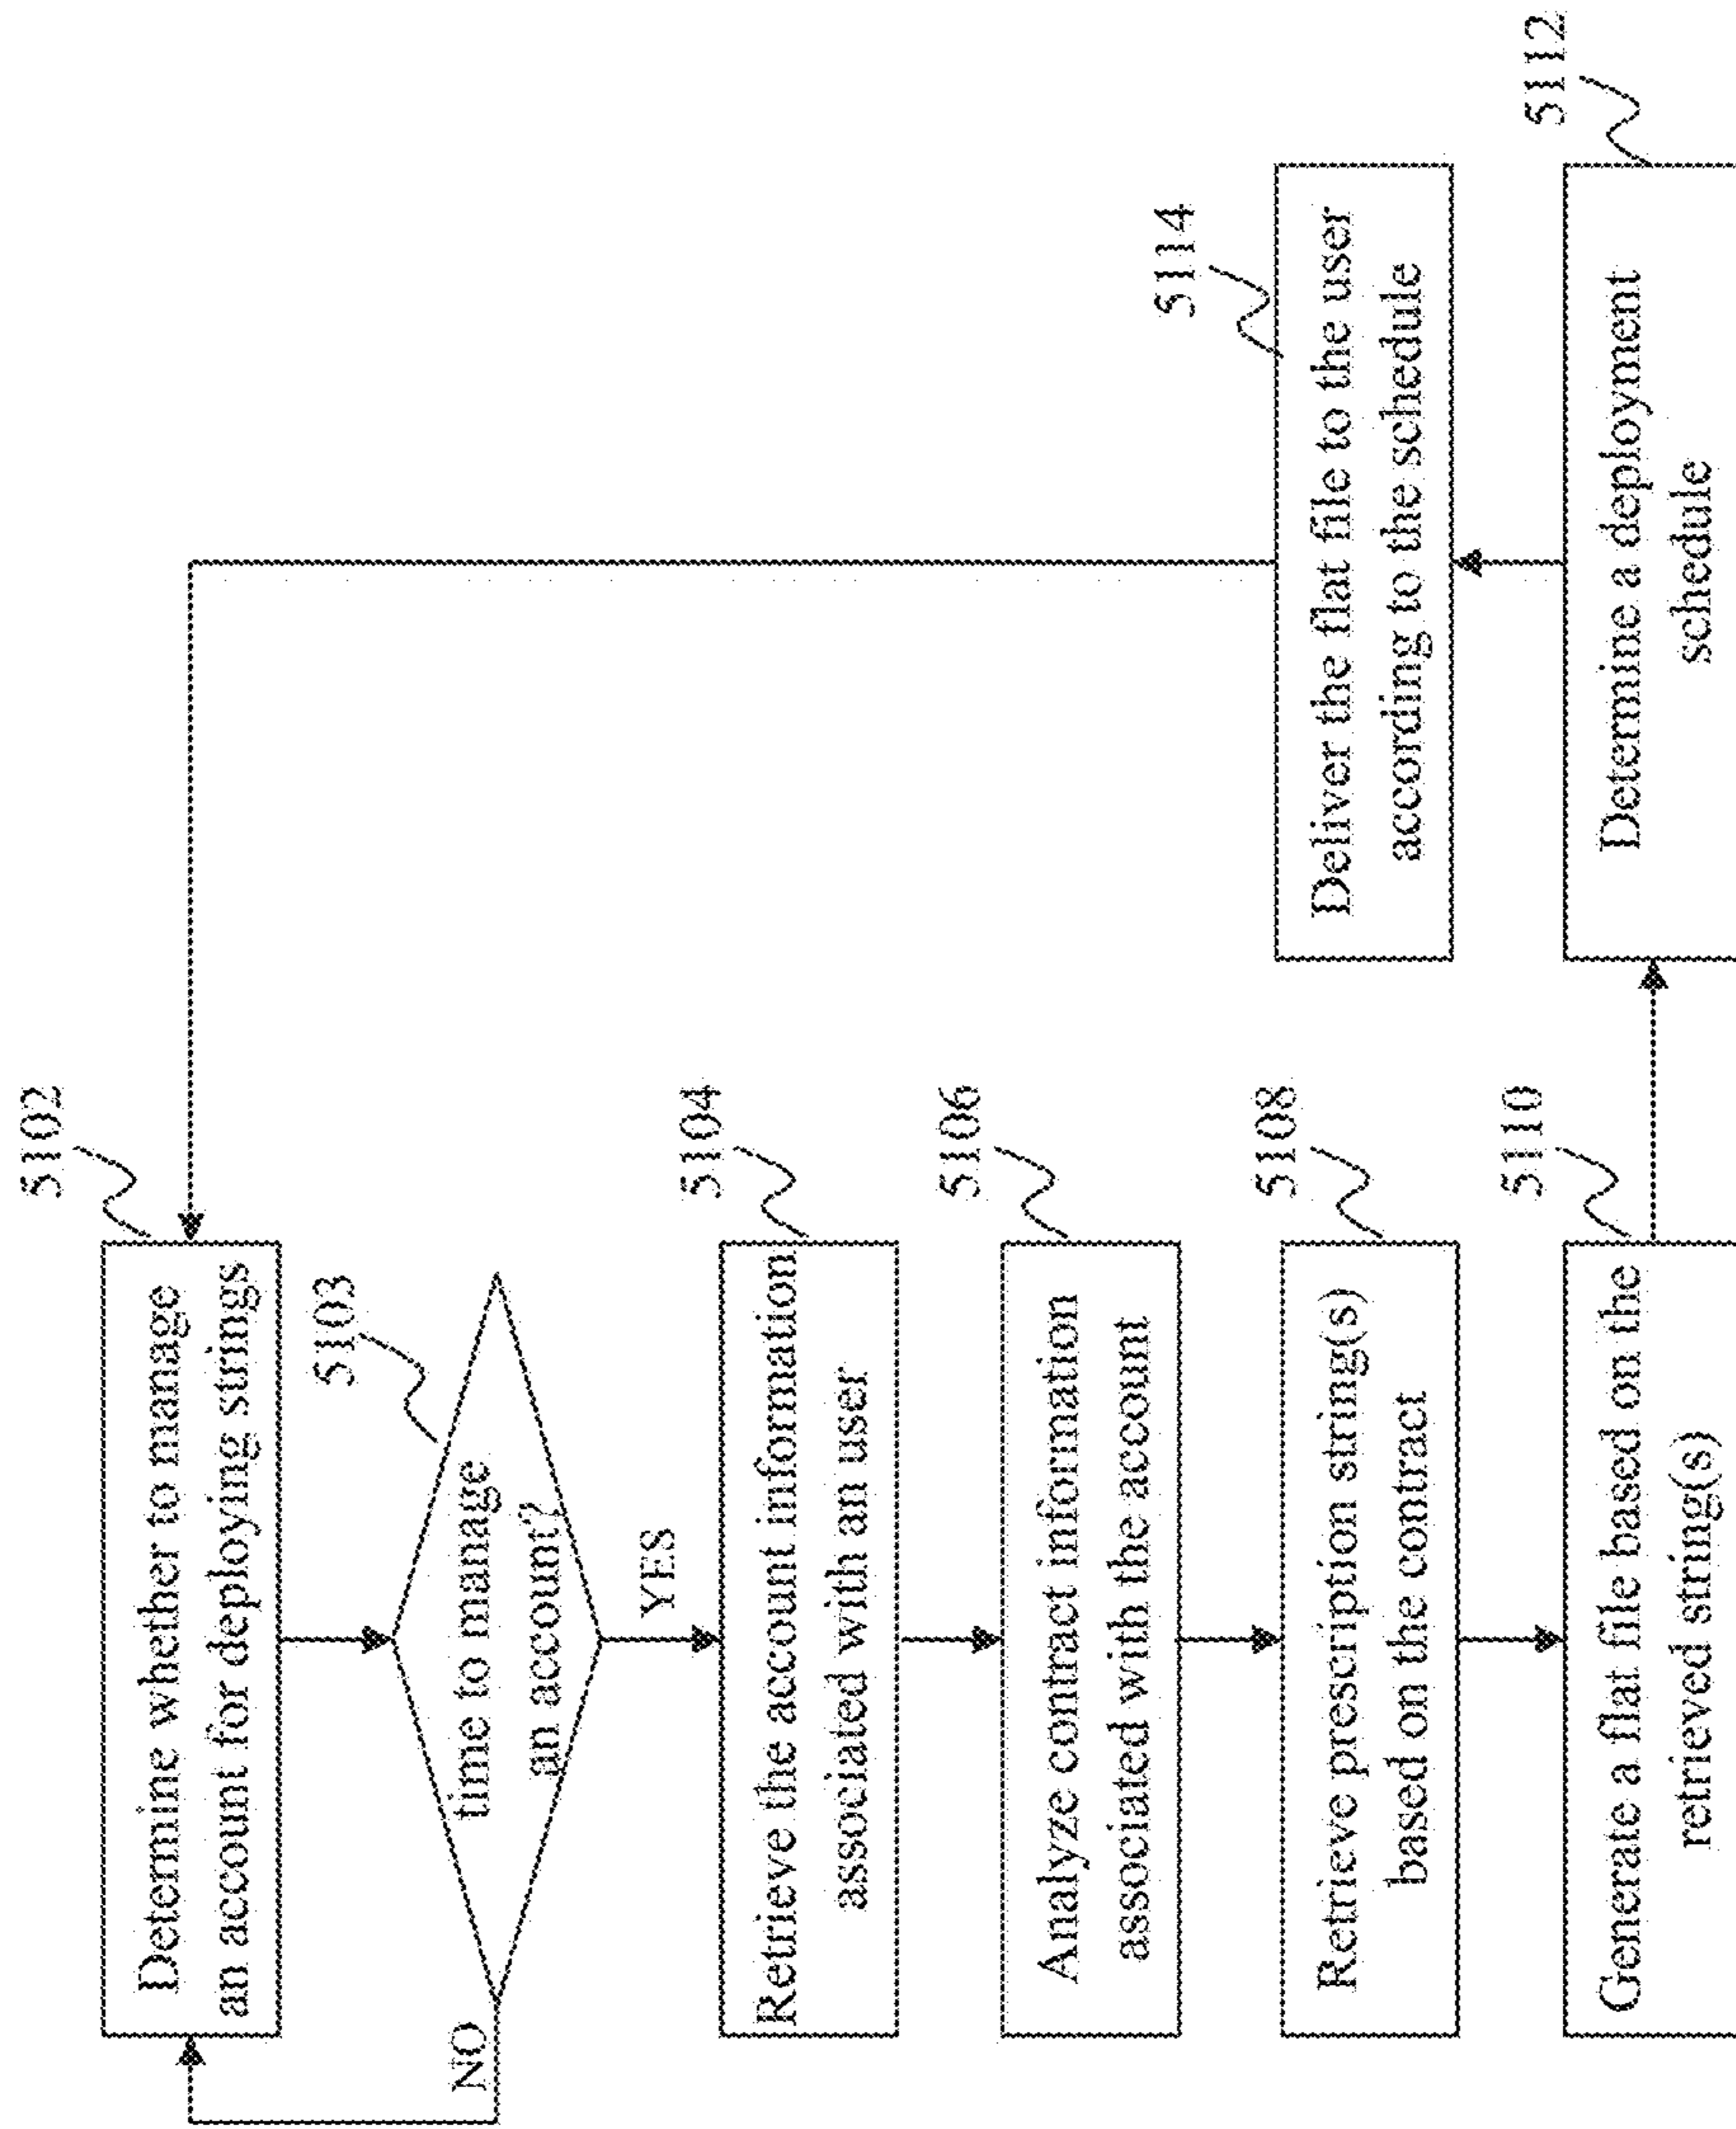 5102
Determine whether to manage
an account for deploying strings
5103
time to manage
an account?
NO
YES
5104
Retrieve the account information
associated with an user
5106
Analyze contract information
associated with the account
5108
Retrieve prescription string(s)
based on the contract
5110
Generate a flat file based on the
retrieved string(s)
5112
Determine a deployment
schedule
5114
Deliver the flat file to the user
according to the schedule